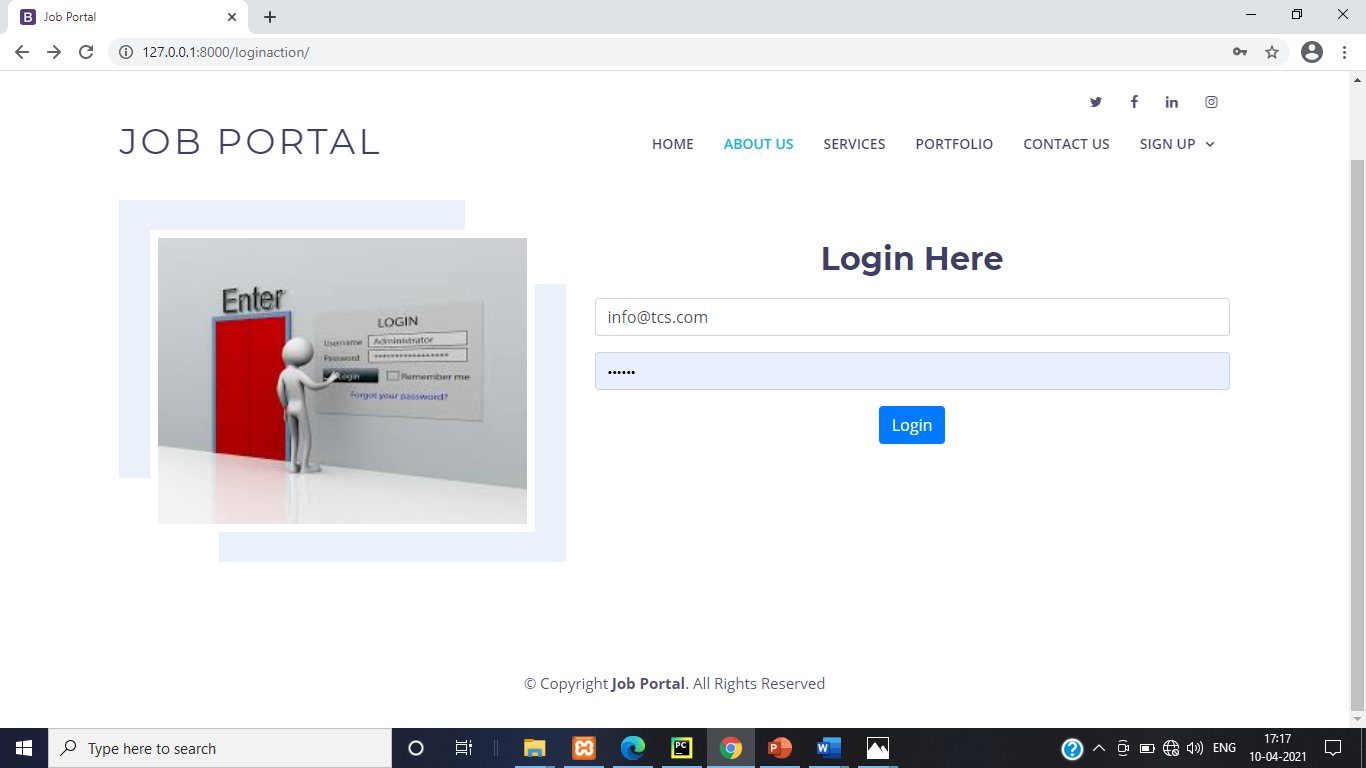 Job Portal
127.0.0.1:8000/loginaction/
JOB PORTAL
HOME ABOUT US SERVICES PORTFOLIO CONTACT US SIGN UP
Enter
LOGIN
Username Administrator
Password ******************
Login Remember me
Forgot your password?
Login Here
info@tcs.com
••••••
Login
© Copyright Job Portal. All Rights Reserved
Type here to search
ENG
17:17
10-04-2021